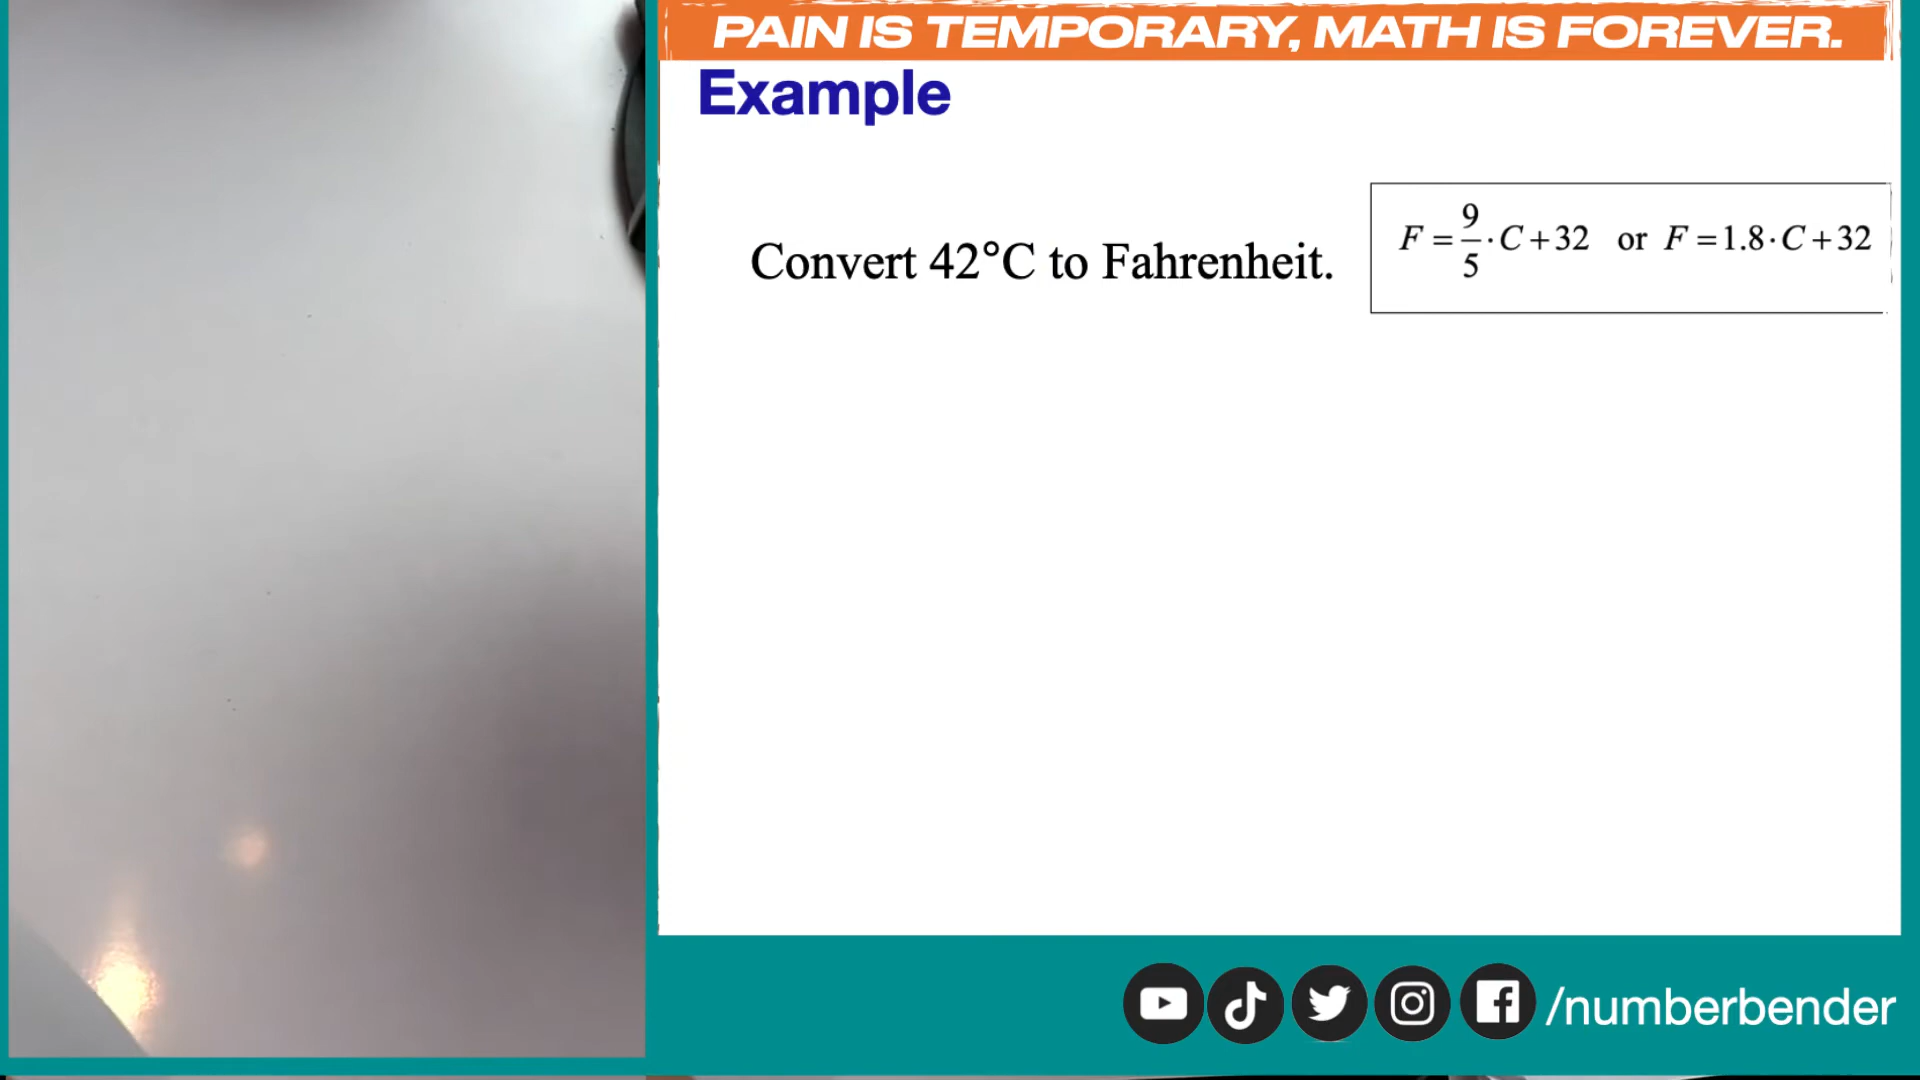 PAIN IS TEMPORARY, MATH IS FOREVER.
Example
Convert 42°C to Fahrenheit.
F = 9/5 · C + 32 or F = 1.8 · C + 32
/numberbender